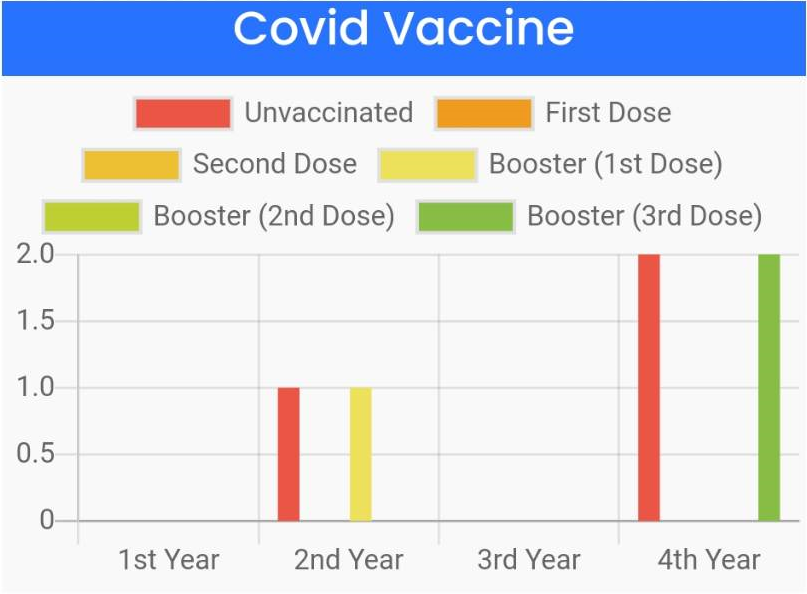 Covid Vaccine
Unvaccinated First Dose
Second Dose Booster (1st Dose)
Booster (2nd Dose) Booster (3rd Dose)
2.0
1.5
1.0
0.5
0
1st Year 2nd Year 3rd Year 4th Year